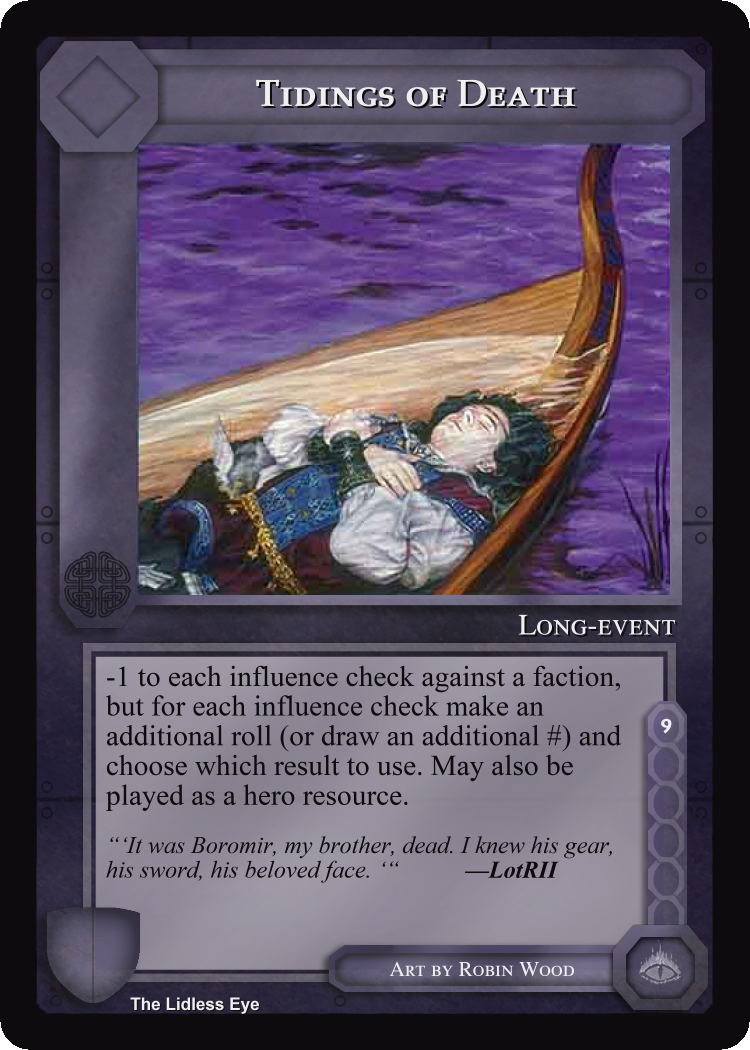 Tidings of Death
Long-event
-1 to each influence check against a faction,
but for each influence check make an
additional roll (or draw an additional #) and
choose which result to use. May also be
played as a hero resource.
9
“‘It was Boromir, my brother, dead. I knew his gear,
his sword, his beloved face. ‘“ —LotRII
Art by Robin Wood
The Lidless Eye